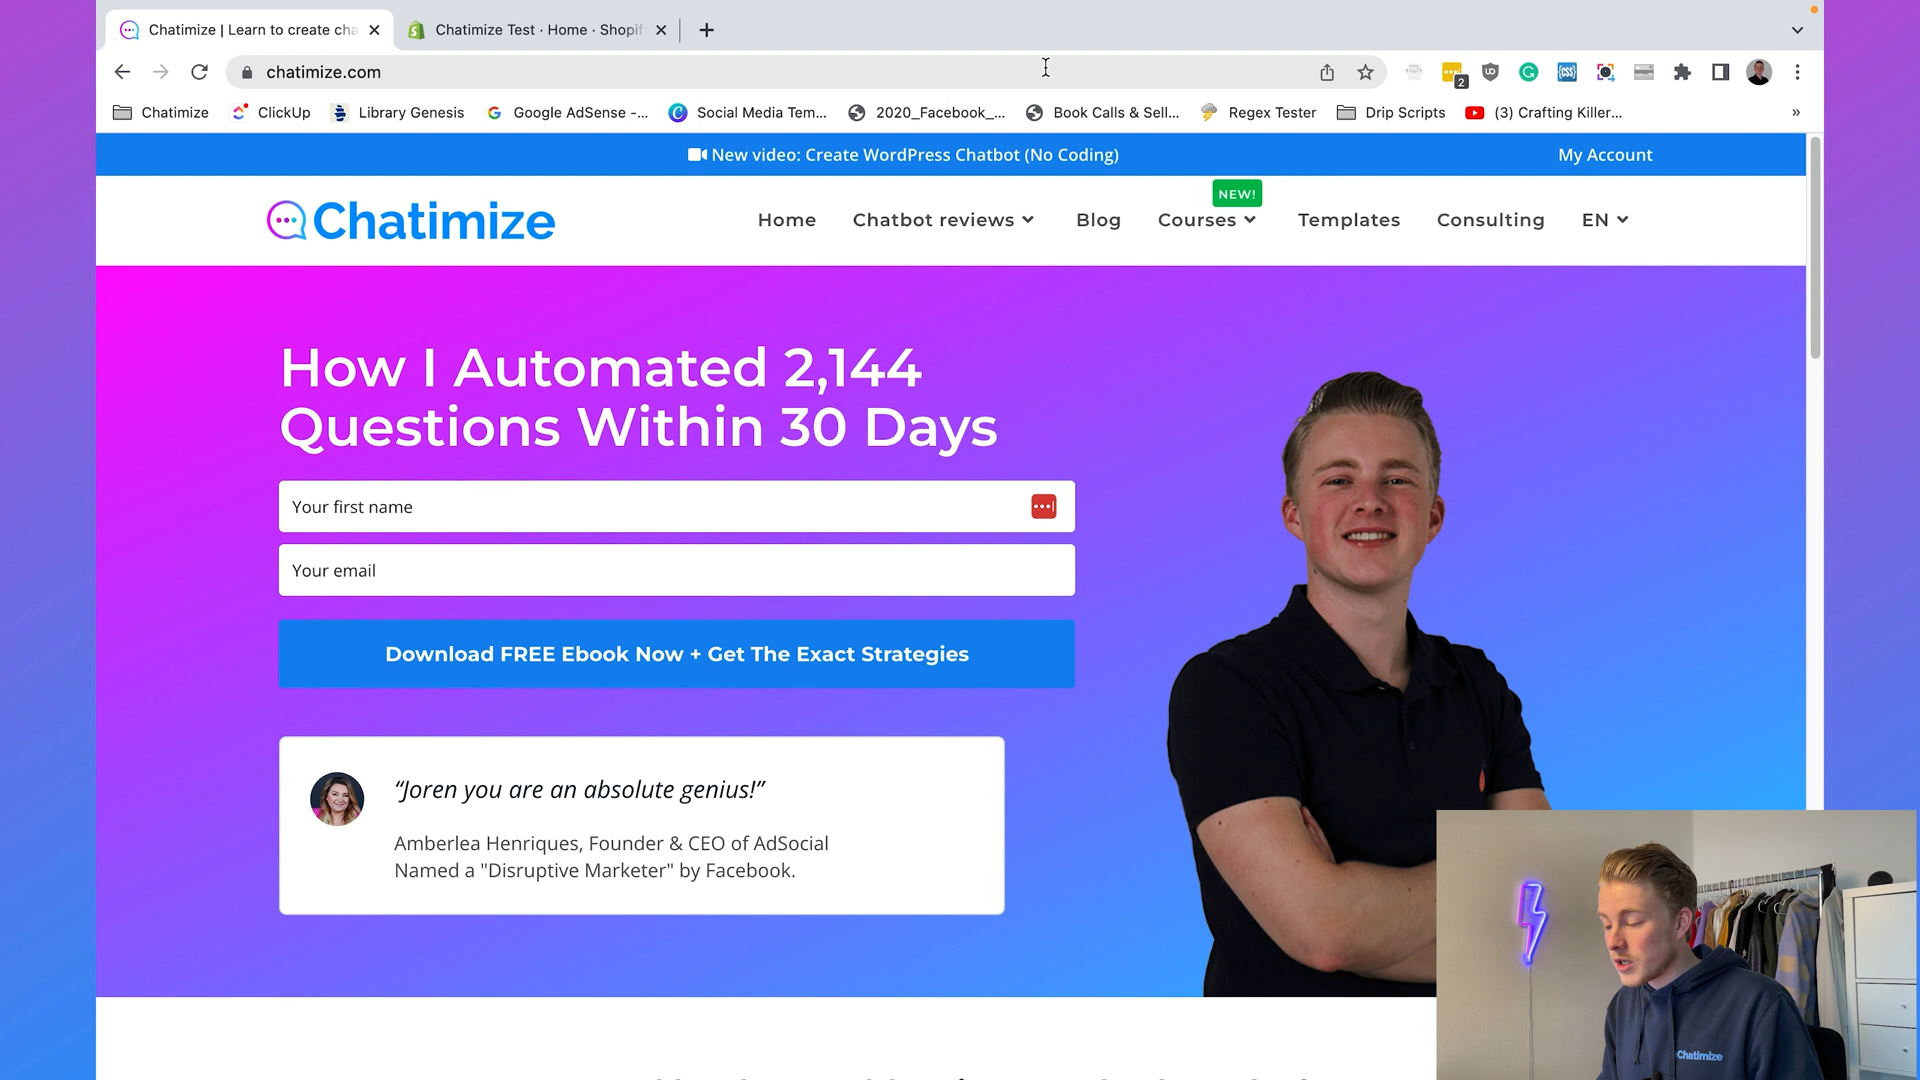 Chatimize | Learn to create cha
Chatimize Test · Home · Shopif
chatimize.com
2
Chatimize
ClickUp
Library Genesis
Google AdSense -...
Social Media Tem...
2020_Facebook_...
Book Calls & Sell...
Regex Tester
Drip Scripts
(3) Crafting Killer...
»
New video: Create WordPress Chatbot (No Coding)
My Account
Chatimize
NEW!
Home
Chatbot reviews
Blog
Courses
Templates
Consulting
EN
How I Automated 2,144
Questions Within 30 Days
Your first name
Your email
Download FREE Ebook Now + Get The Exact Strategies
“Joren you are an absolute genius!”
Amberlea Henriques, Founder & CEO of AdSocial
Named a "Disruptive Marketer" by Facebook.
Chatimize